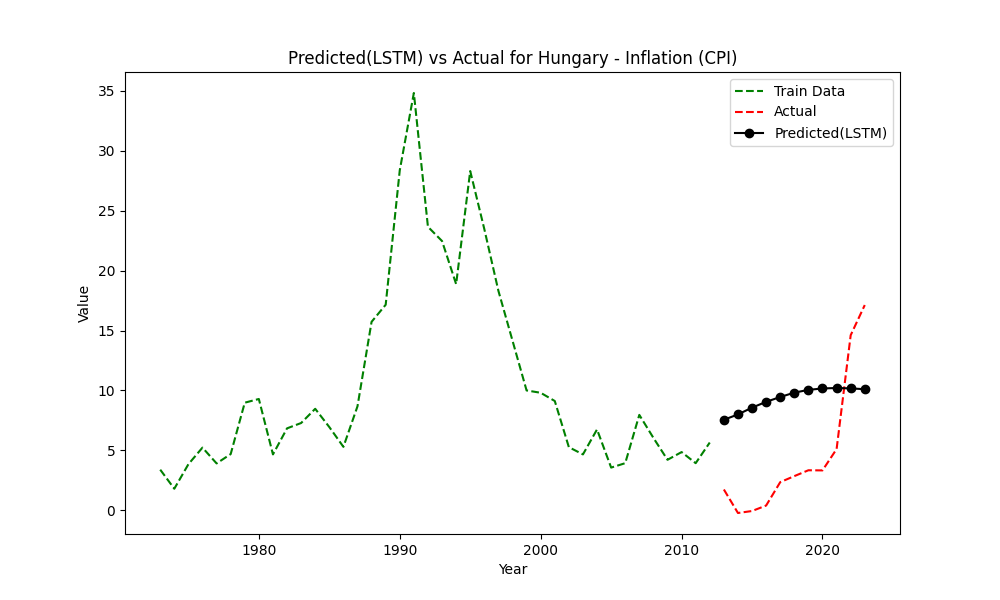 Predicted(LSTM) vs Actual for Hungary - Inflation (CPI)
Train Data
Actual
Predicted(LSTM)
35
30
25
20
15
10
5
0
Value
1980 1990 2000 2010 2020
Year